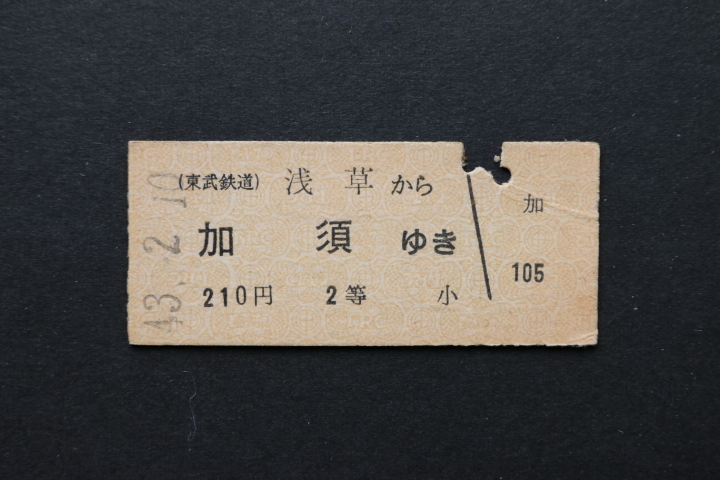 43.-2.10
(東武鉄道) 浅草から
加須ゆき
210円 2等 小
加
105